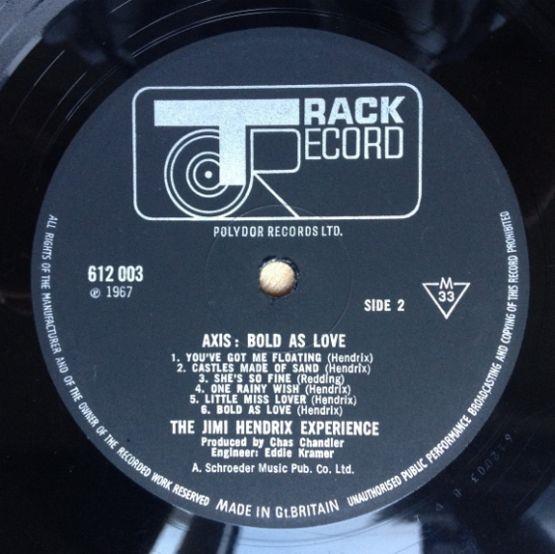 TRACK
RECORD
POLYDOR RECORDS LTD.
612 003
℗ 1967
SIDE 2
M
33
AXIS: BOLD AS LOVE
1. YOU'VE GOT ME FLOATING (Hendrix)
2. CASTLES MADE OF SAND (Hendrix)
3. SHE'S SO FINE (Redding)
4. ONE RAINY WISH (Hendrix)
5. LITTLE MISS LOVER (Hendrix)
6. BOLD AS LOVE (Hendrix)
THE JIMI HENDRIX EXPERIENCE
Produced by Chas Chandler
Engineer: Eddie Kramer
A. Schroeder Music Pub. Co. Ltd.
ALL RIGHTS OF THE MANUFACTURER AND OF THE OWNER OF THE RECORDED WORK RESERVED
MADE IN Gt. BRITAIN
UNAUTHORISED PUBLIC PERFORMANCE BROADCASTING AND COPYING OF THIS RECORD PROHIBITED